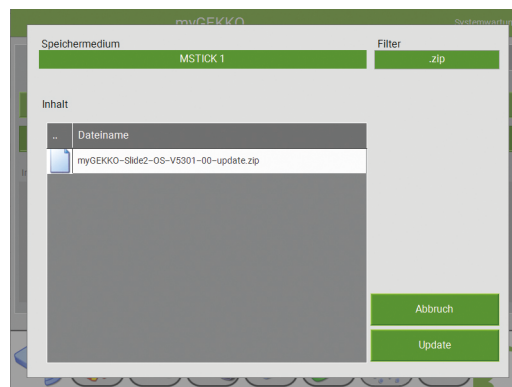 myGEKKO
Systemwartu
Speichermedium
Filter
MSTICK 1
.zip
Inhalt
.. Dateiname
myGEKKO-Slide2-OS-V5301-00-update.zip
Abbruch
Update